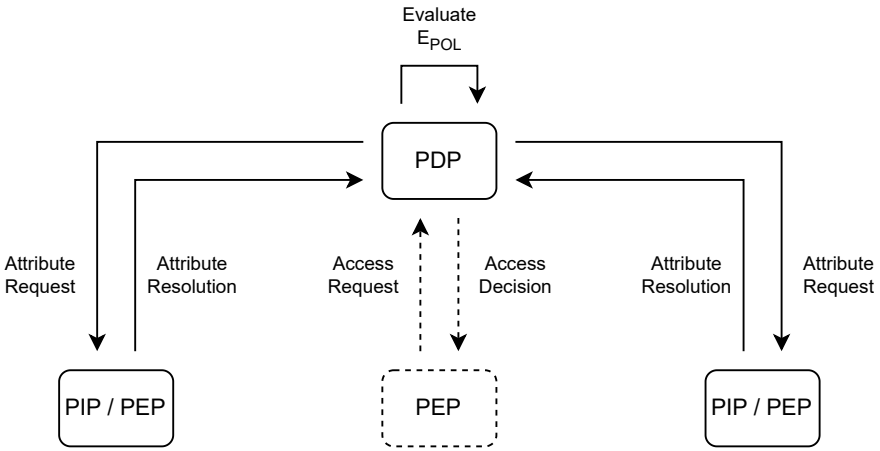 Evaluate
E_POL
PDP
Attribute
Request
Attribute
Resolution
Access
Request
Access
Decision
Attribute
Resolution
Attribute
Request
PIP / PEP
PEP
PIP / PEP